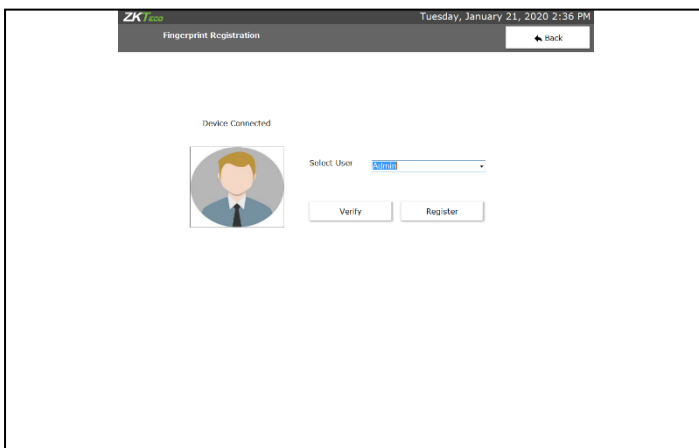 ZKTeco Tuesday, January 21, 2020 2:36 PM
Fingerprint Registration Back
Device Connected
Select User Admin
Verify Register